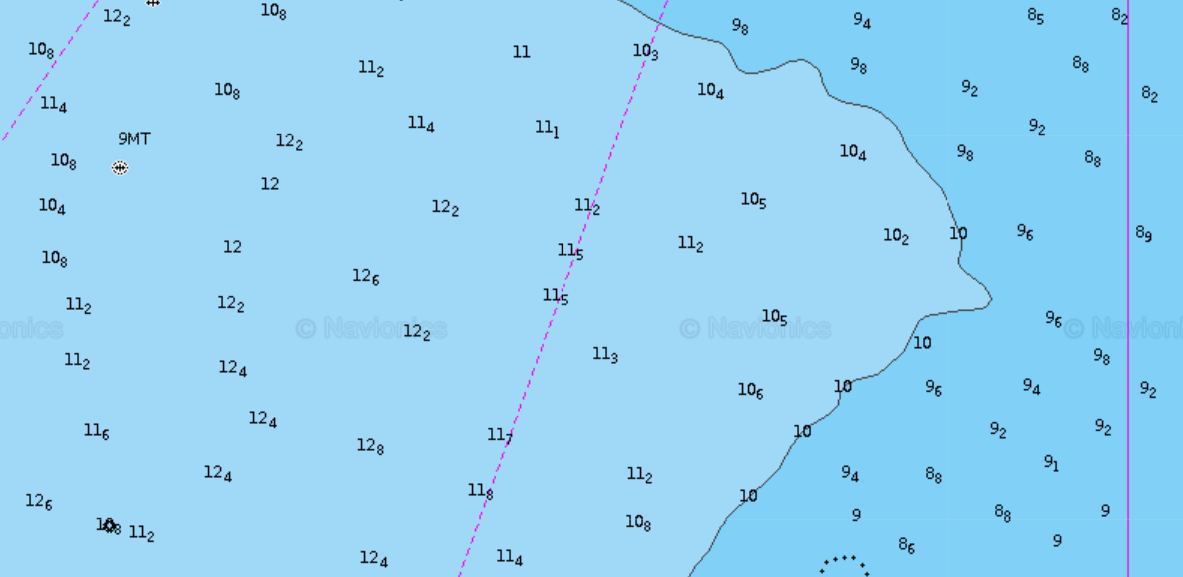 12₂ 10₈ 9₈ 9₄ 8₅ 8₂
10₈ 11₂ 11 10₃ 9₈ 8₈
11₄ 10₈ 10₄ 9₂ 8₂
9MT 12₂ 11₄ 11₁ 9₂
10₈ 10₄ 9₈ 8₈
10₄ 12 12₂ 11₂ 10₅
12 11₅ 11₂ 10₂ 10 9₆ 8₉
10₈ 12₆
11₂ 12₂ 11₅ 10₅ 9₆
onics © Navionics © Navionics © Navioni
12₂
11₂ 12₄ 11₃ 10 9₈
10₆ 10 9₆ 9₄ 9₂
11₆ 12₄ 12₈ 11₇ 10 9₂ 9₂
12₄ 11₂ 9₄ 8₈ 9₁
12₆ 11₈ 10
10₈ 11₂ 10₈ 9 8₈ 9
12₄ 11₄ 8₆ 9